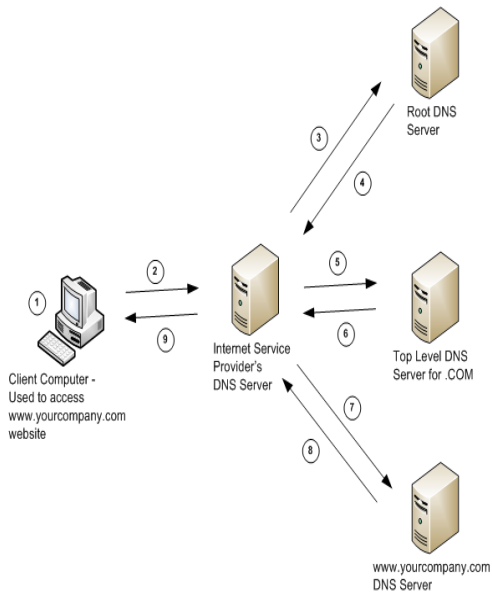 3
Root DNS
Server
4
1
2
9
Internet Service
Provider's
DNS Server
5
6
Top Level DNS
Server for .COM
Client Computer -
Used to access
www.yourcompany.com
website
7
8
www.yourcompany.com
DNS Server